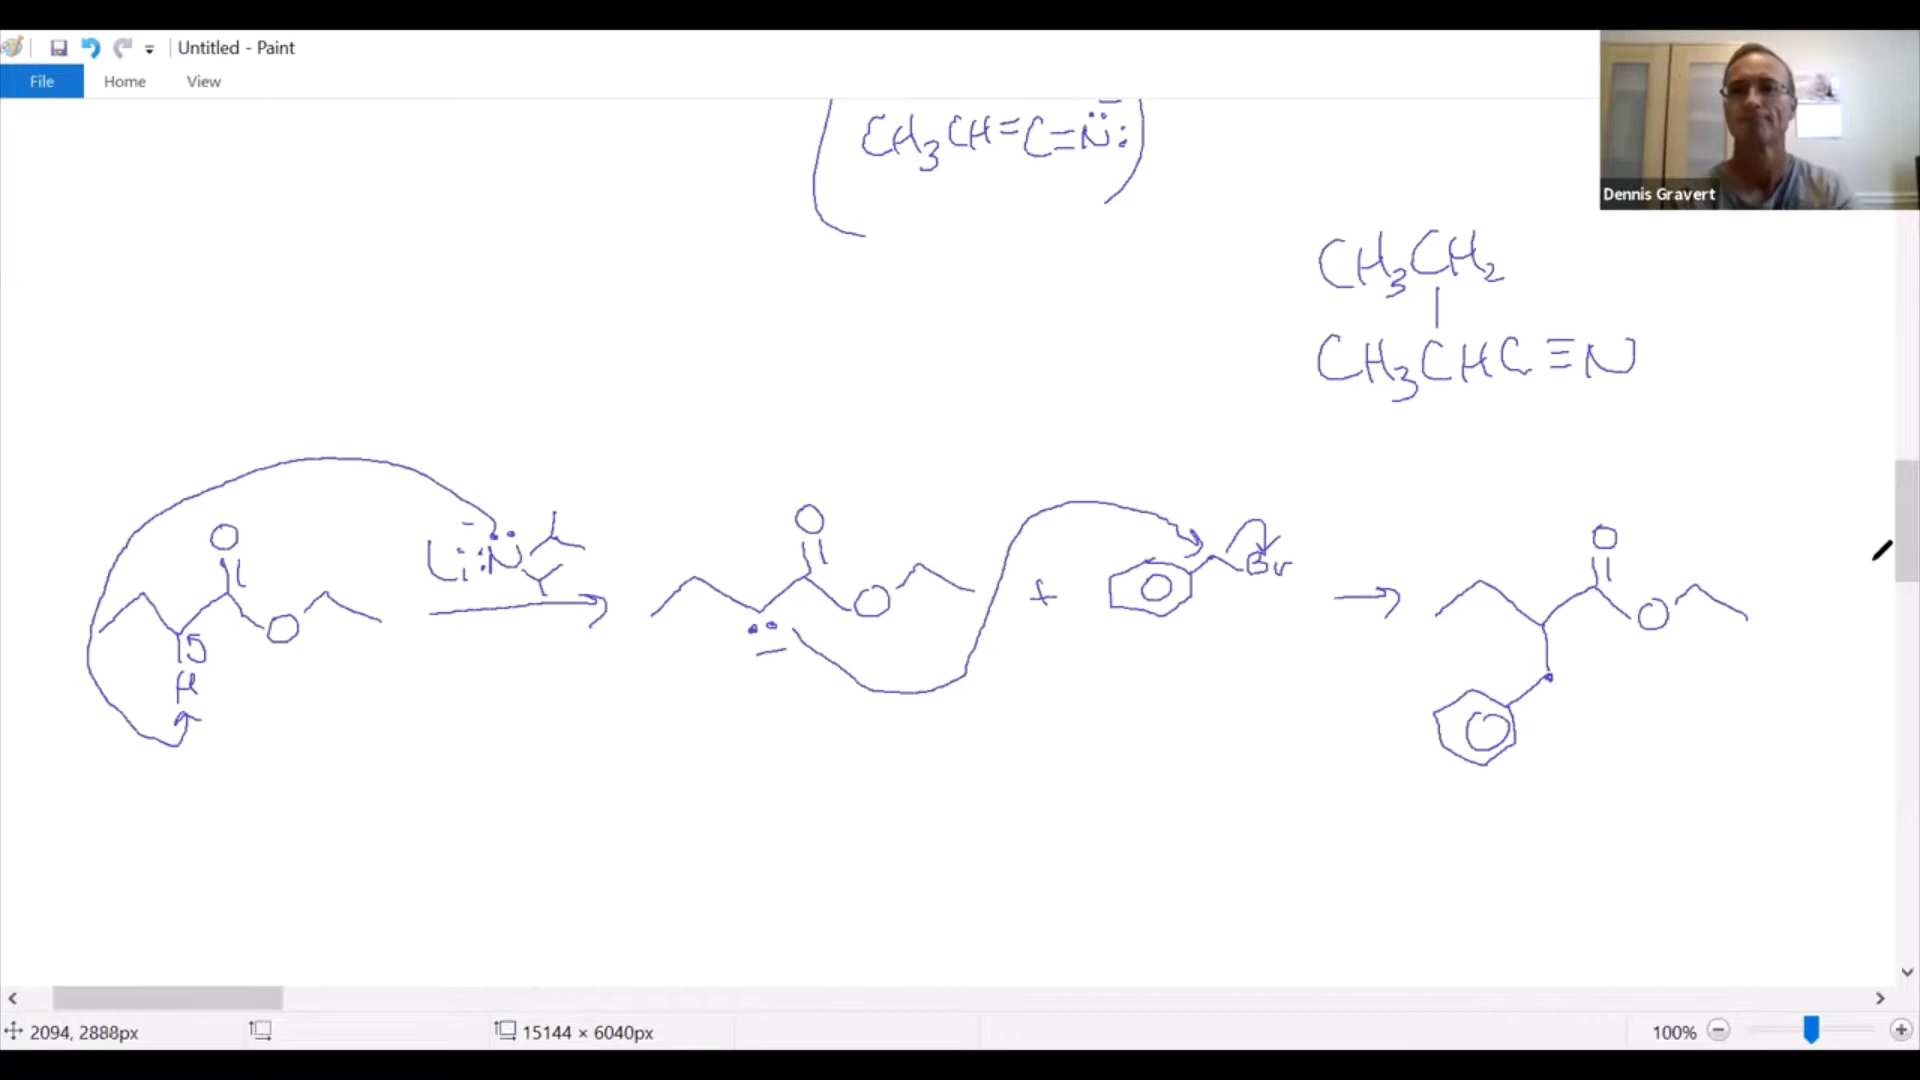 Untitled - Paint
File Home View
CH3CH=C=N̈:
Dennis Gravert
CH3CH2
CH3CHC≡N
O
O
H
Li :N̈ -
O
O
+
Br
O
O
2094, 2888px
15144 × 6040px
100%